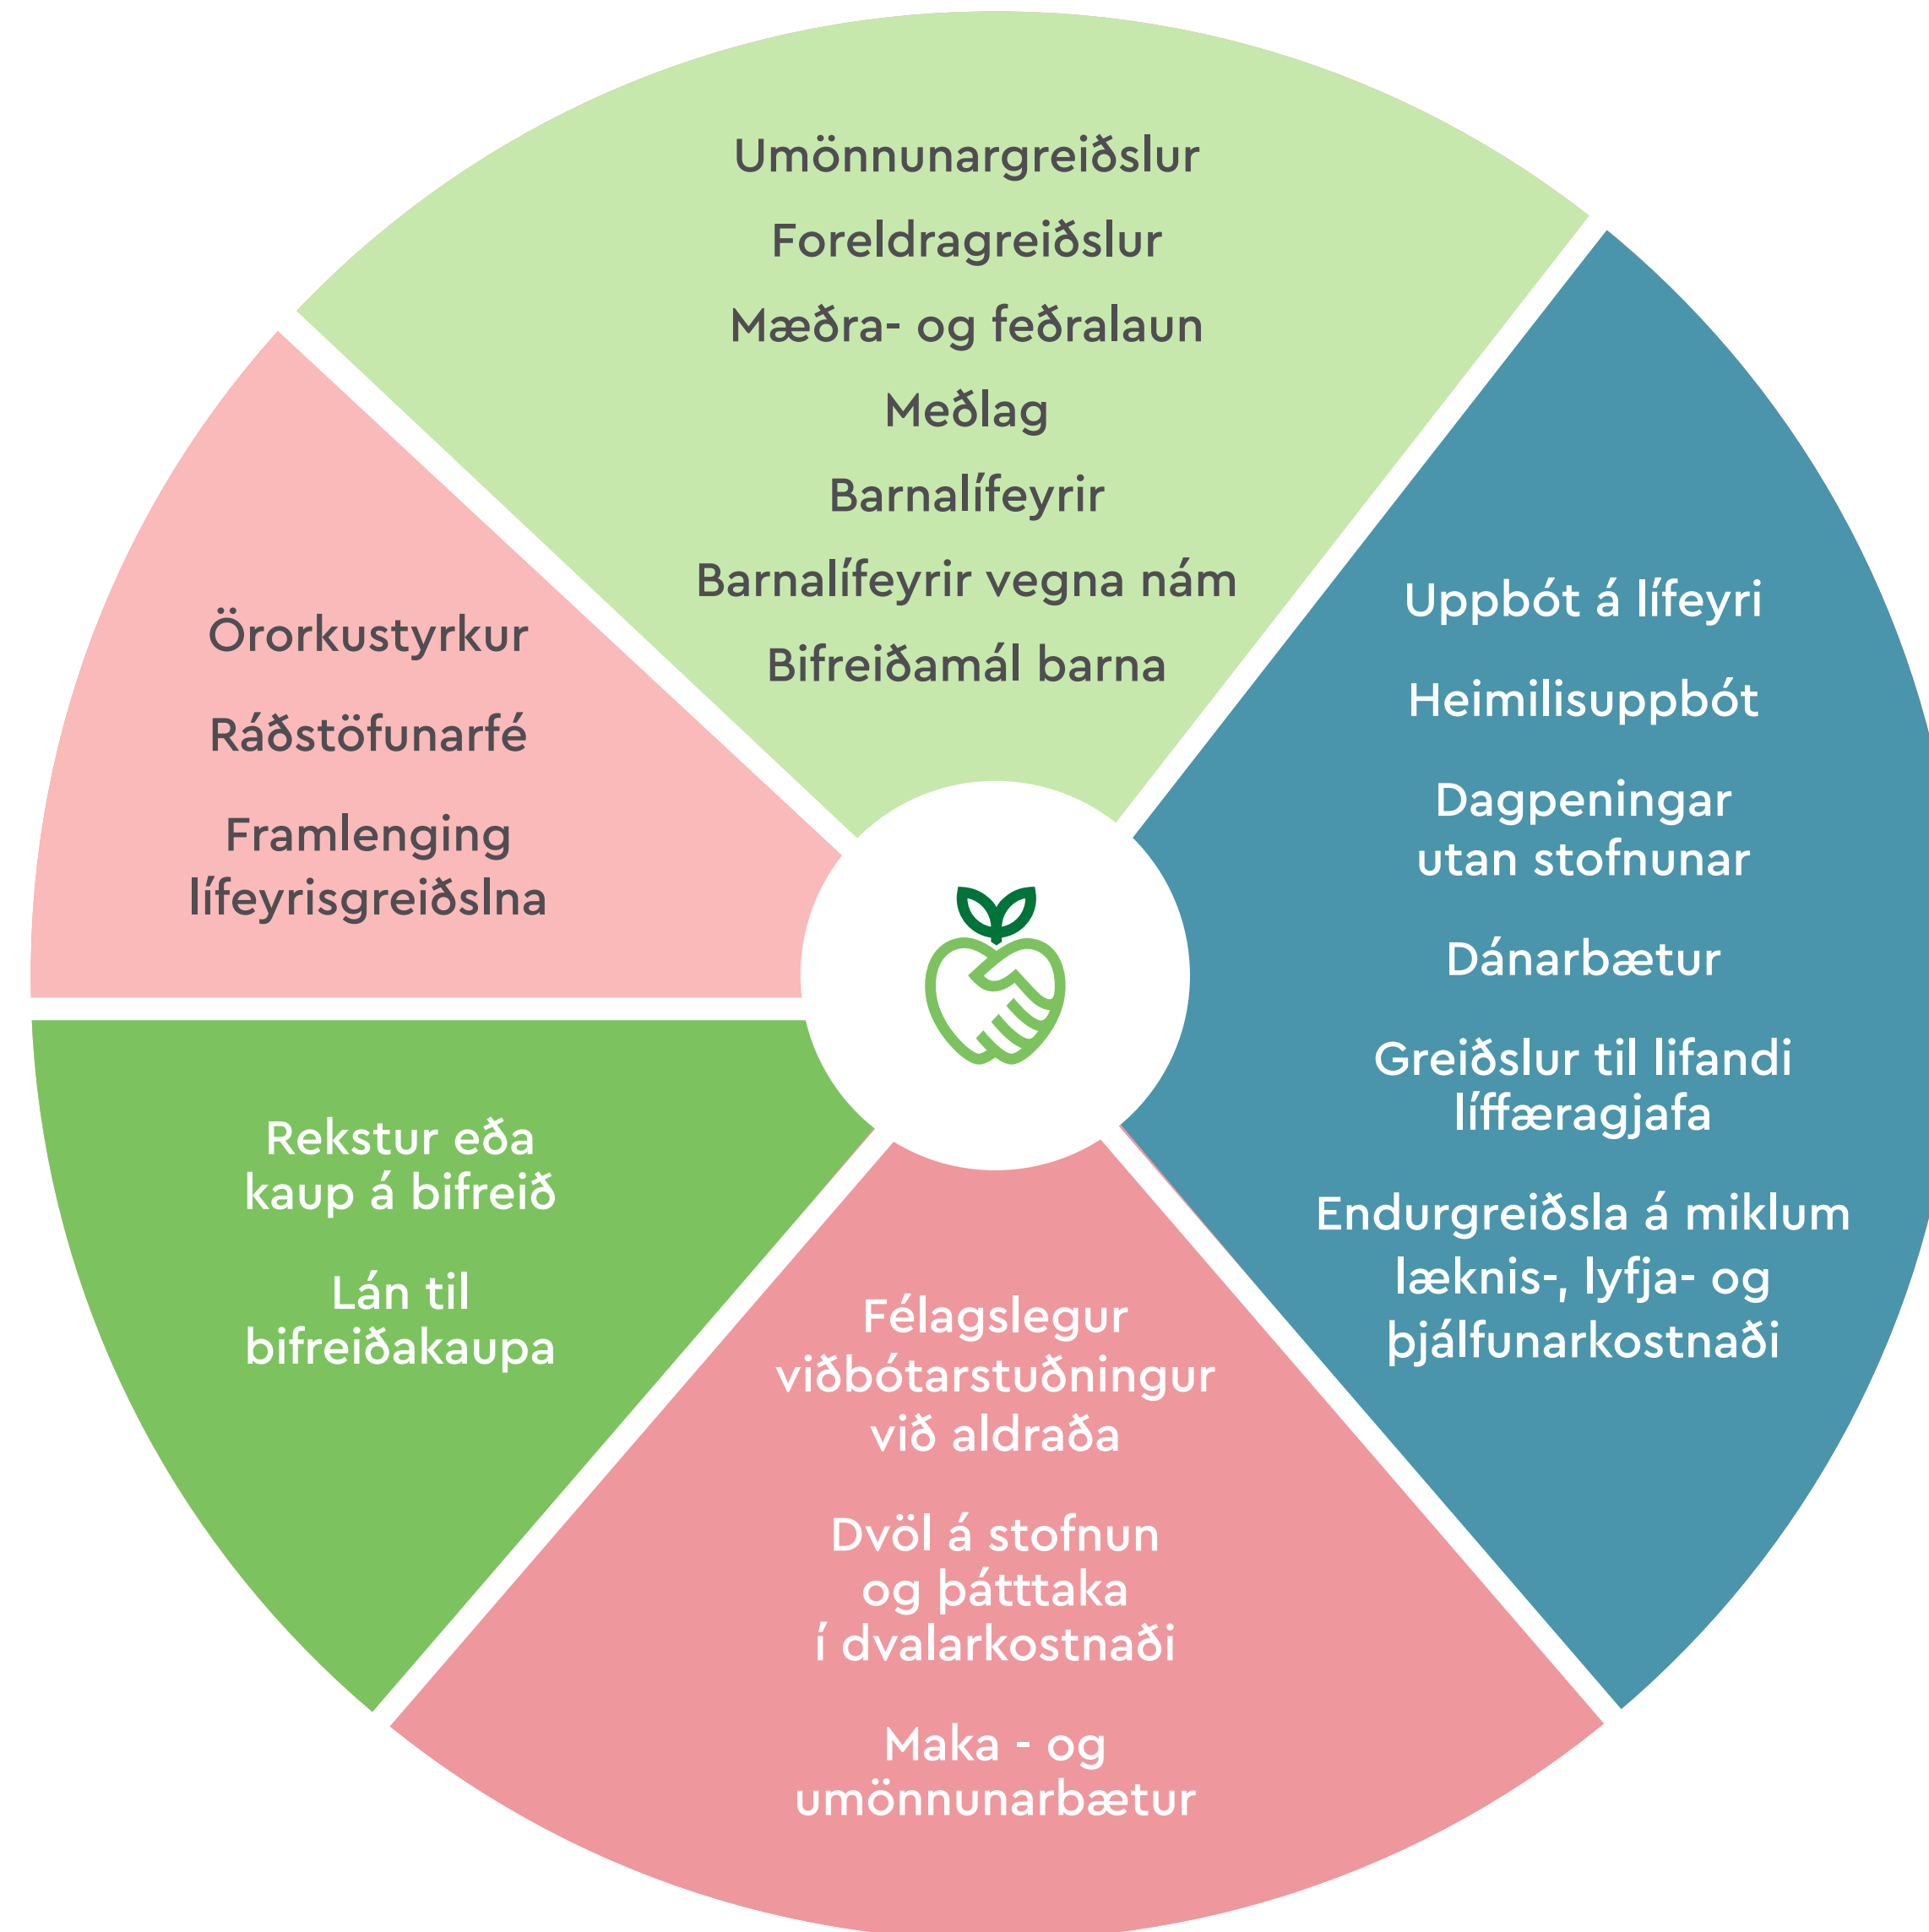 Umönnunargreiðslur
Foreldragreiðslur
Mæðra- og feðralaun
Meðlag
Barnalífeyrir
Barnalífeyrir vegna nám
Bifreiðamál barna
Uppbót á lífeyri
Heimilisuppbót
Dagpeningar
utan stofnunar
Dánarbætur
Greiðslur til lifandi
líffæragjafa
Endurgreiðsla á miklum
læknis-, lyfja- og
þjálfunarkostnaði
Félagslegur
viðbótarstuðningur
við aldraða
Dvöl á stofnun
og þátttaka
í dvalarkostnaði
Maka - og
umönnunarbætur
Rekstur eða
kaup á bifreið
Lán til
bifreiðakaupa
Örorkustyrkur
Ráðstöfunarfé
Framlenging
lífeyrisgreiðslna